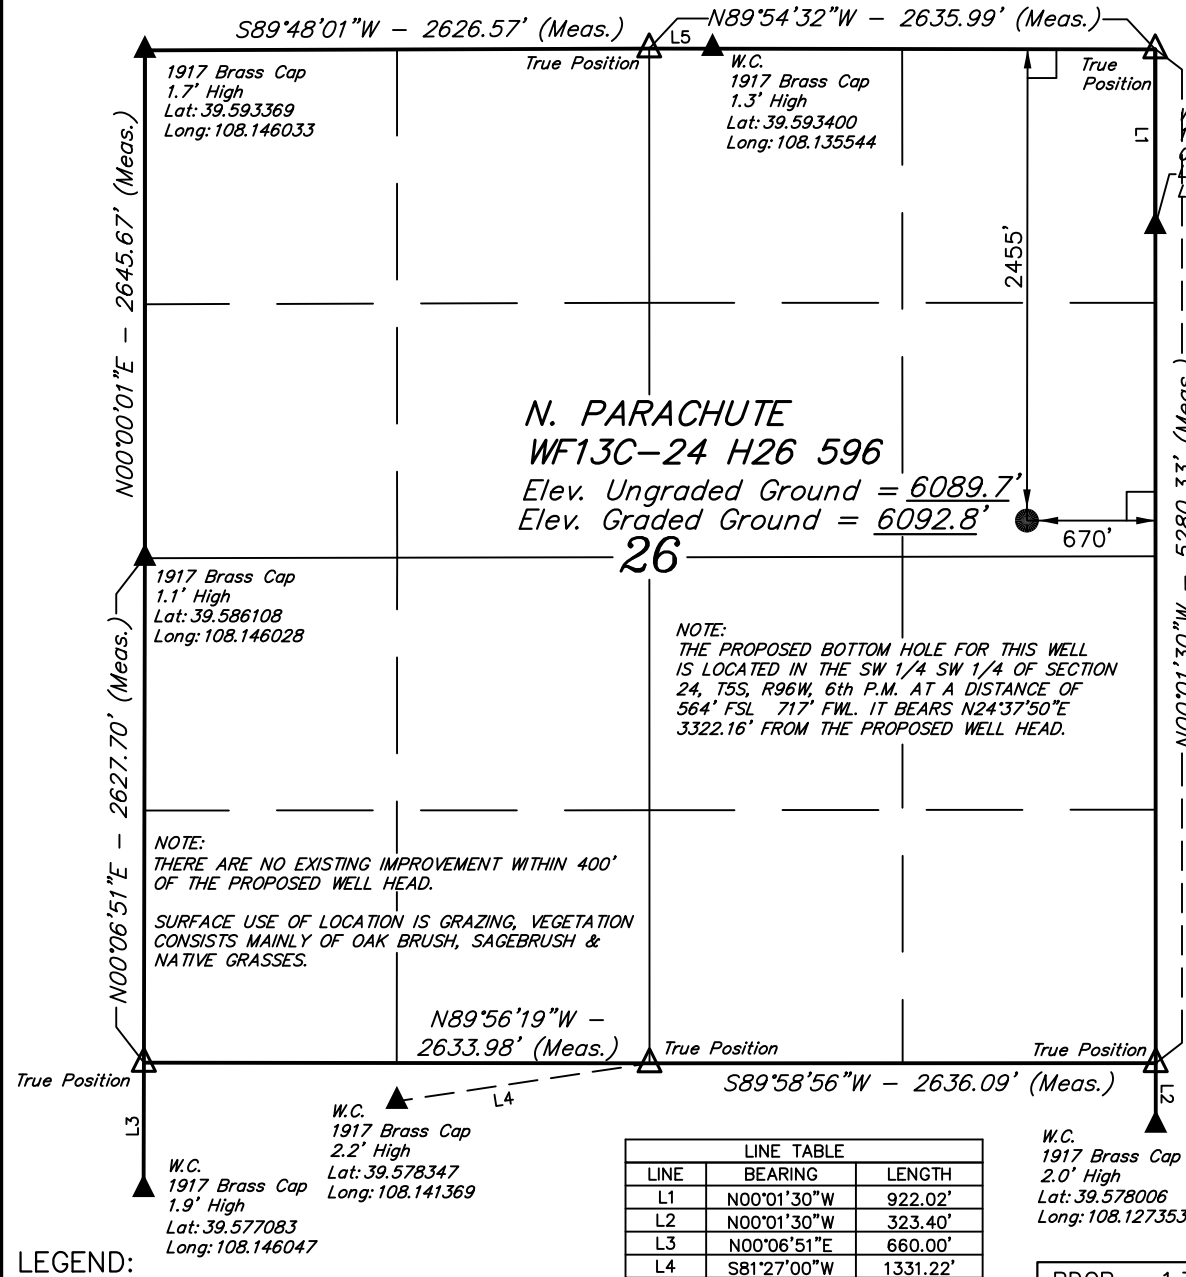 S89°48'01"W - 2626.57' (Meas.)
N89°54'32"W - 2635.99' (Meas.)
L5
True Position
True
Position
1917 Brass Cap
1.7' High
Lat: 39.593369
Long: 108.146033
W.C.
1917 Brass Cap
1.3' High
Lat: 39.593400
Long: 108.135544
L1
N00°00'01"E - 2645.67' (Meas.)
2455'
N. PARACHUTE
WF13C-24 H26 596
Elev. Ungraded Ground = 6089.7'
Elev. Graded Ground = 6092.8'
670'
26
N00°01'30"W - 5280.33' (Meas.)
1917 Brass Cap
1.1' High
Lat: 39.586108
Long: 108.146028
NOTE:
THE PROPOSED BOTTOM HOLE FOR THIS WELL
IS LOCATED IN THE SW 1/4 SW 1/4 OF SECTION
24, T5S, R96W, 6th P.M. AT A DISTANCE OF
564' FSL 717' FWL. IT BEARS N24°37'50"E
3322.16' FROM THE PROPOSED WELL HEAD.
N00°06'51"E - 2627.70' (Meas.)
NOTE:
THERE ARE NO EXISTING IMPROVEMENT WITHIN 400'
OF THE PROPOSED WELL HEAD.
SURFACE USE OF LOCATION IS GRAZING, VEGETATION
CONSISTS MAINLY OF OAK BRUSH, SAGEBRUSH &
NATIVE GRASSES.
N89°56'19"W -
2633.98' (Meas.)
True Position
True Position
True Position
S89°58'56"W - 2636.09' (Meas.)
L4
L2
L3
W.C.
1917 Brass Cap
2.2' High
Lat: 39.578347
Long: 108.141369
W.C.
1917 Brass Cap
1.9' High
Lat: 39.577083
Long: 108.146047
W.C.
1917 Brass Cap
2.0' High
Lat: 39.578006
Long: 108.127353
LINE TABLE
LINE BEARING LENGTH
L1 N00°01'30"W 922.02'
L2 N00°01'30"W 323.40'
L3 N00°06'51"E 660.00'
L4 S81°27'00"W 1331.22'
LEGEND: